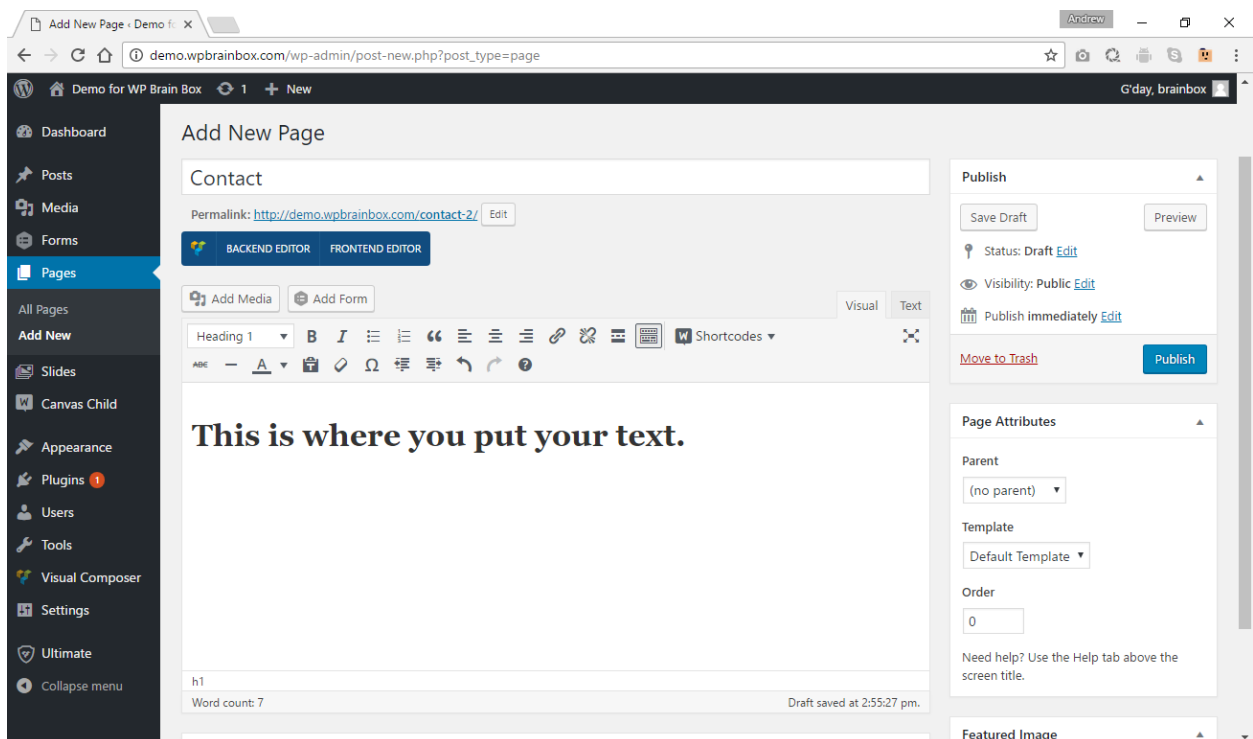 Add New Page ‹ Demo fo
Andrew
demo.wpbrainbox.com/wp-admin/post-new.php?post_type=page
Demo for WP Brain Box 1 + New
G'day, brainbox
Dashboard
Posts
Media
Forms
Pages
All Pages
Add New
Slides
Canvas Child
Appearance
Plugins 1
Users
Tools
Visual Composer
Settings
Ultimate
Collapse menu
Add New Page
Contact
Permalink: http://demo.wpbrainbox.com/contact-2/ Edit
BACKEND EDITOR FRONTEND EDITOR
Add Media Add Form
Visual Text
Heading 1 B I Shortcodes
ABC A Ω
This is where you put your text.
h1
Word count: 7
Draft saved at 2:55:27 pm.
Publish
Save Draft Preview
Status: Draft Edit
Visibility: Public Edit
Publish immediately Edit
Move to Trash Publish
Page Attributes
Parent
(no parent)
Template
Default Template
Order
0
Need help? Use the Help tab above the
screen title.
Featured Image